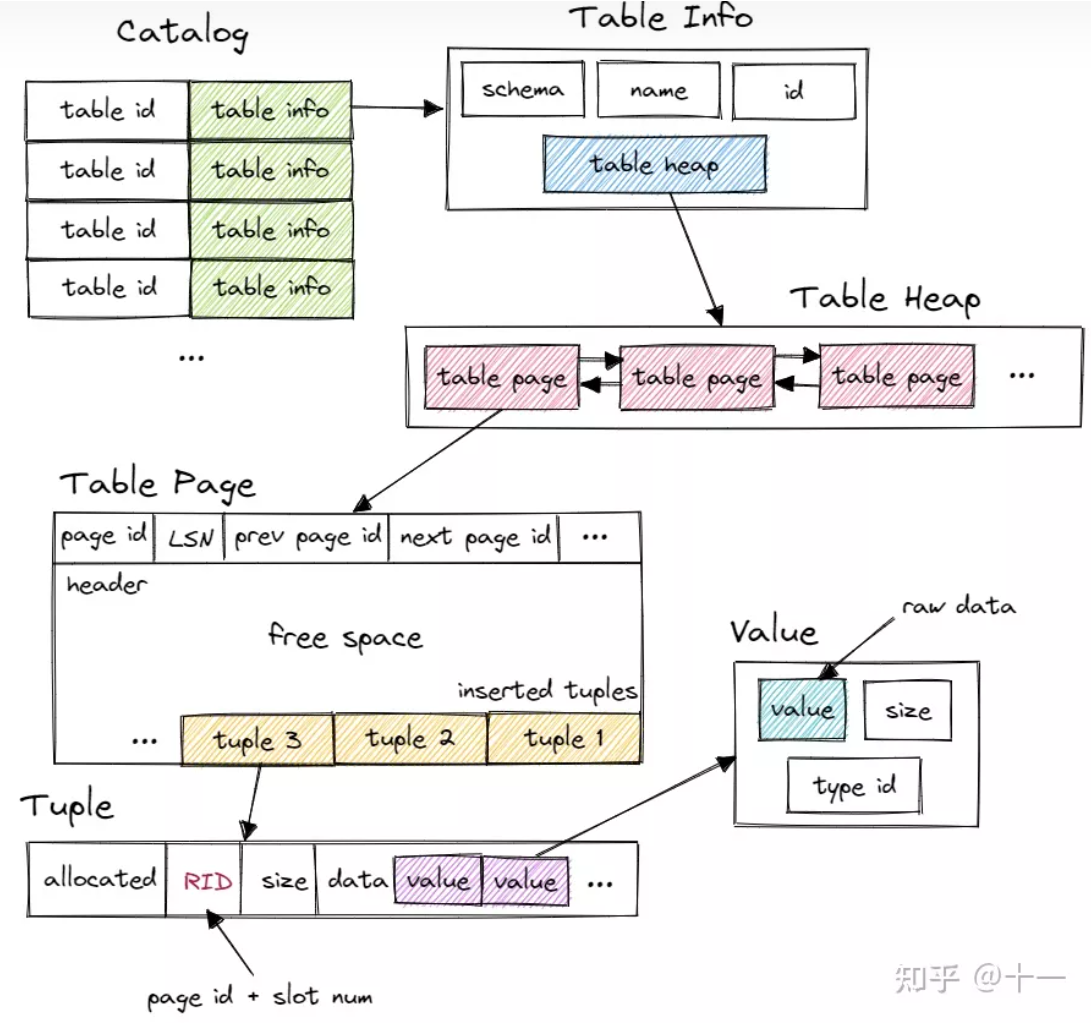 Catalog
table id table info
table id table info
table id table info
table id table info
...
Table Info
schema name id
table heap
Table Heap
table page table page table page ...
Table Page
page id LSN prev page id next page id ...
header
free space
inserted tuples
... tuple 3 tuple 2 tuple 1
Value
raw data
value size
type id
Tuple
allocated RID size data value value ...
page id + slot num
知乎 @十一